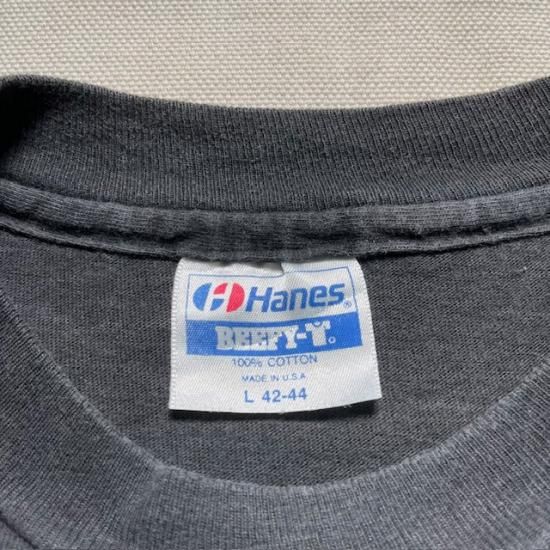 Hanes®
BEEFY-T®
100% COTTON
MADE IN U.S.A.
L 42-44